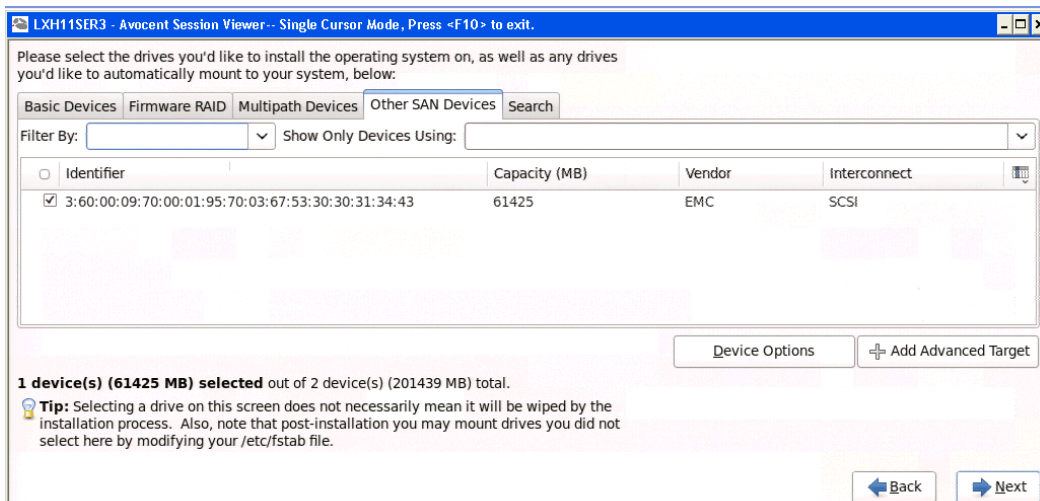 LXH11SER3 - Avocent Session Viewer-- Single Cursor Mode, Press <F10> to exit.
Please select the drives you'd like to install the operating system on, as well as any drives
you'd like to automatically mount to your system, below:
Basic Devices Firmware RAID Multipath Devices Other SAN Devices Search
Filter By: Show Only Devices Using:
Identifier Capacity (MB) Vendor Interconnect
3:60:00:09:70:00:01:95:70:03:67:53:30:30:31:34:43 61425 EMC SCSI
Device Options Add Advanced Target
1 device(s) (61425 MB) selected out of 2 device(s) (201439 MB) total.
Tip: Selecting a drive on this screen does not necessarily mean it will be wiped by the
installation process. Also, note that post-installation you may mount drives you did not
select here by modifying your /etc/fstab file.
Back Next